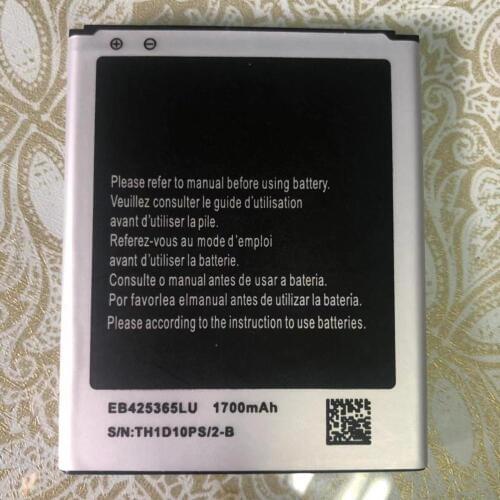 Please refer to manual before using battery.
Veuillez consulter le guide d'utilisation
avant d'utiliser la pile.
Referez-vous au mode d'emploi
avant d'utiliser la batterie.
Consulte o manual antes de usar a bateria.
Por favorlea elmanual antes de utilizar la bateria.
Please according to the instruction to use batteries.
EB425365LU 1700mAh
S/N:TH1D10PS/2-B